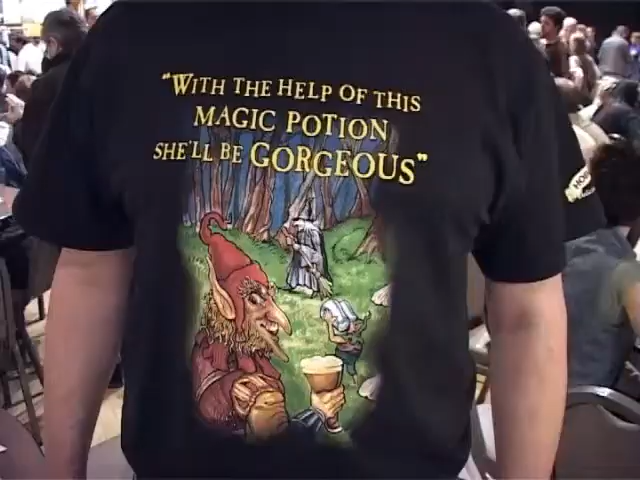 "WITH THE HELP OF THIS
MAGIC POTION
SHE'LL BE GORGEOUS"